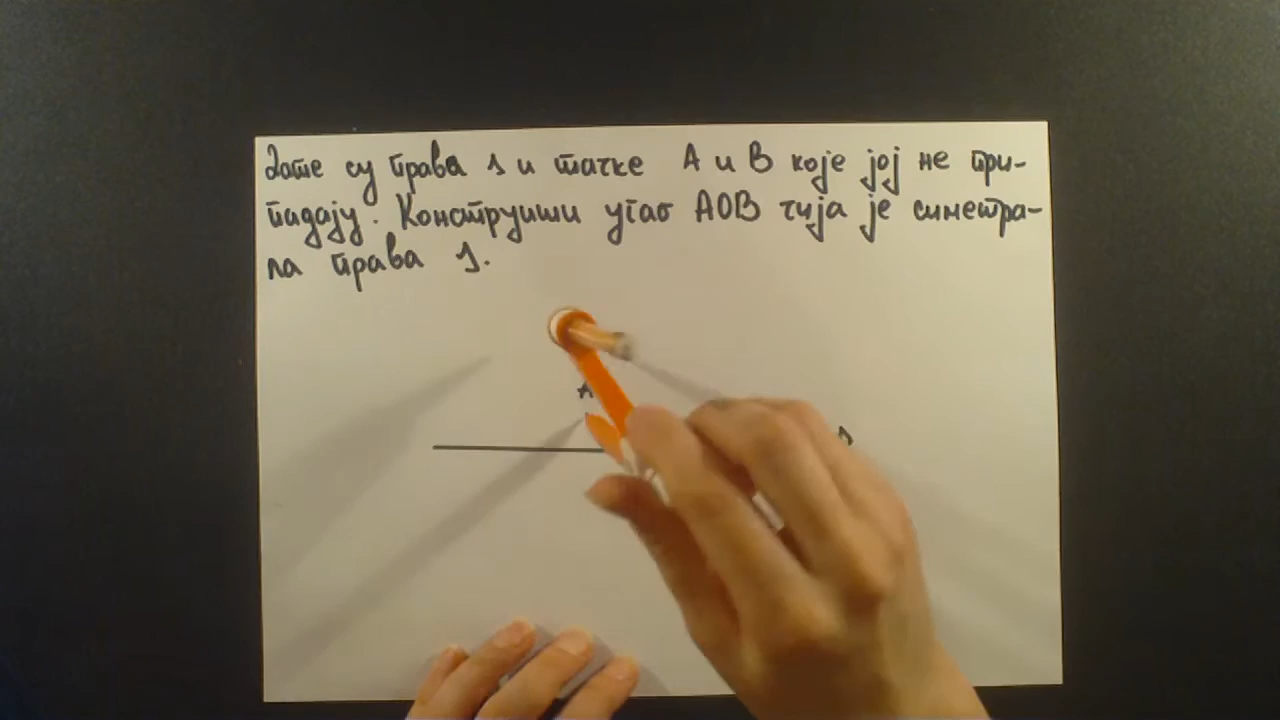 Дате су права s и тачке A и B које јој не при-
падају. Конструиши угао AOB чија је симетра-
ла права s.
A
s